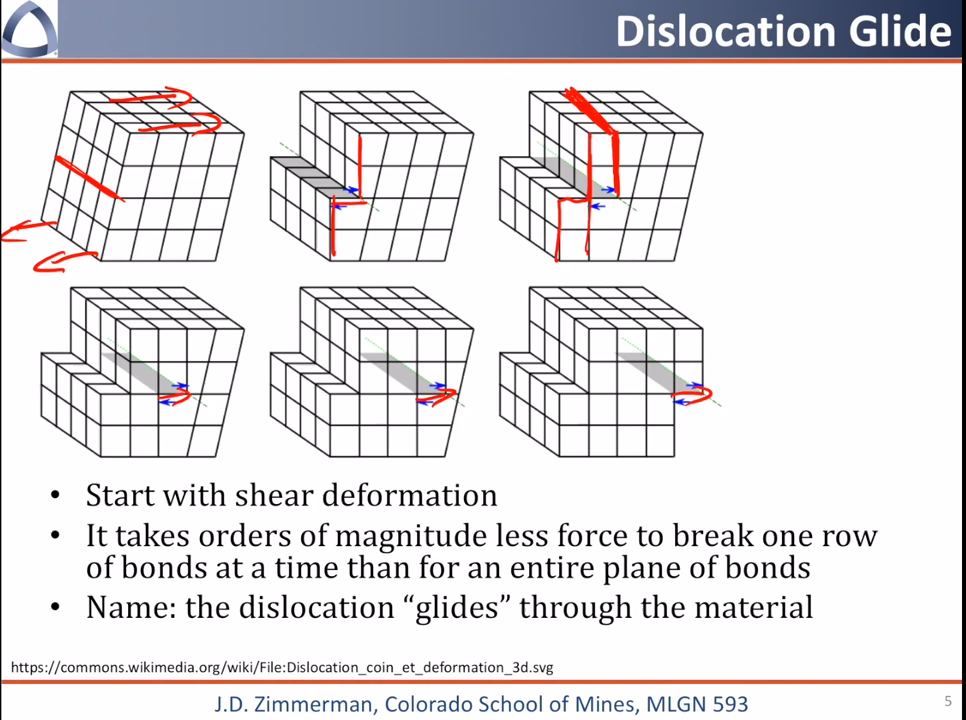 Dislocation Glide
• Start with shear deformation
• It takes orders of magnitude less force to break one row
of bonds at a time than for an entire plane of bonds
• Name: the dislocation “glides” through the material
https://commons.wikimedia.org/wiki/File:Dislocation_coin_et_deformation_3d.svg
J.D. Zimmerman, Colorado School of Mines, MLGN 593
5